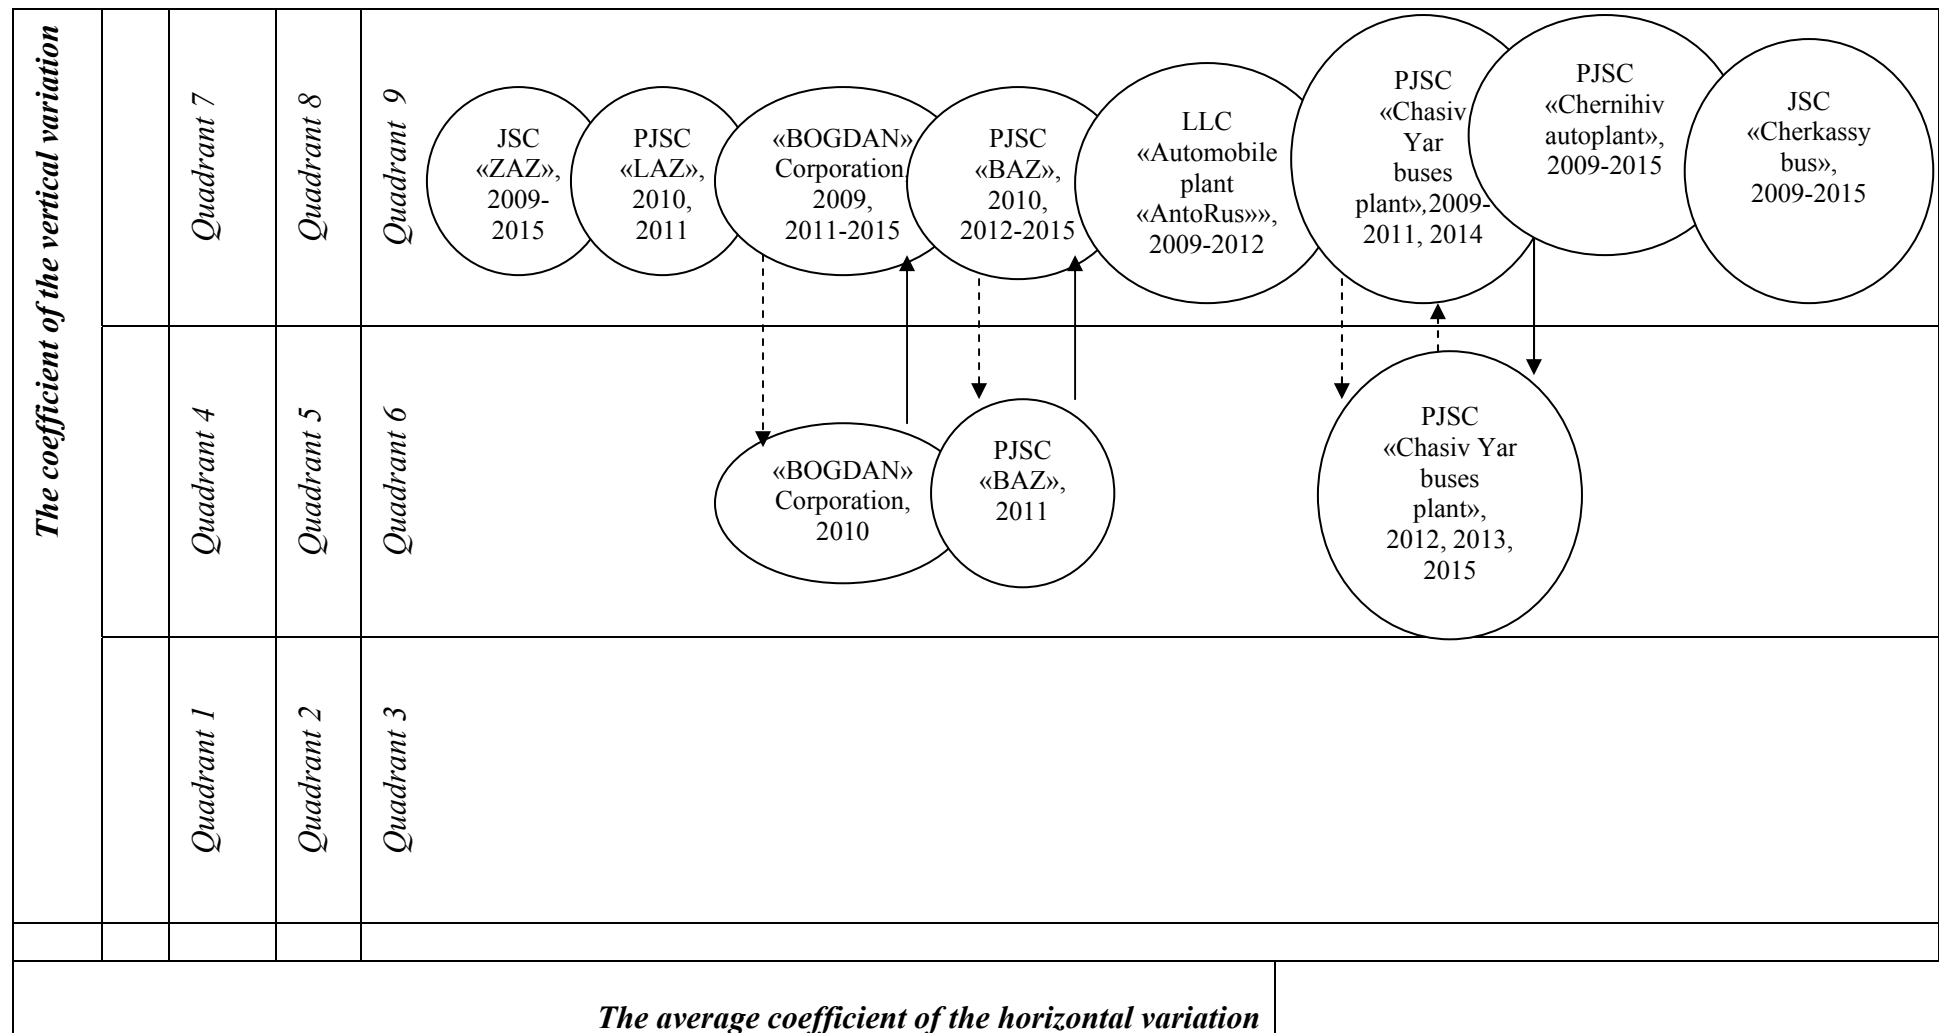 The coefficient of the vertical variation
Quadrant 7
Quadrant 8
Quadrant 9
JSC
«ZAZ»,
2009-
2015
PJSC
«LAZ»,
2010,
2011
«BOGDAN»
Corporation,
2009,
2011-2015
PJSC
«BAZ»,
2010,
2012-2015
LLC
«Automobile
plant
«AntoRus»»,
2009-2012
PJSC
«Chasiv
Yar
buses
plant»,2009-
2011, 2014
PJSC
«Chernihiv
autoplant»,
2009-2015
JSC
«Cherkassy
bus»,
2009-2015
Quadrant 4
Quadrant 5
Quadrant 6
«BOGDAN»
Corporation,
2010
PJSC
«BAZ»,
2011
PJSC
«Chasiv Yar
buses
plant»,
2012, 2013,
2015
Quadrant 1
Quadrant 2
Quadrant 3
The average coefficient of the horizontal variation